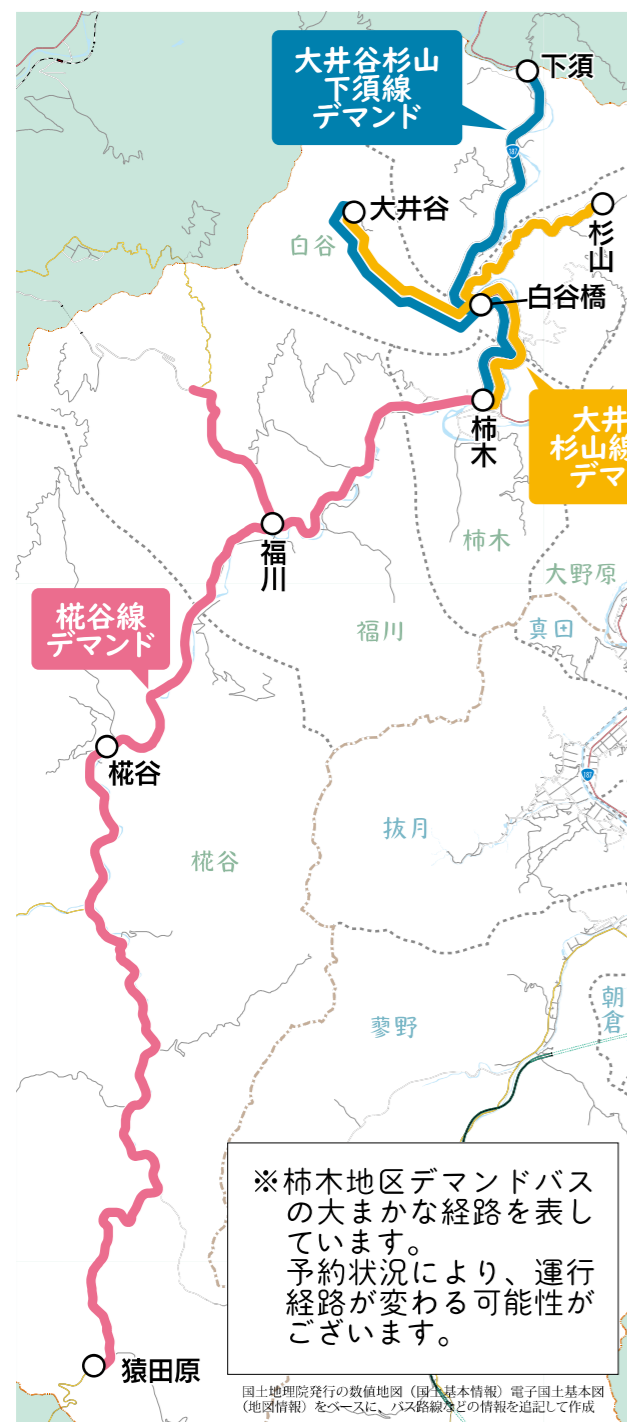 大井谷杉山
下須線
デマンド
下須
187
大井谷
杉山
白谷
白谷橋
柿木
大井
杉山線
デマ
柿木
大野原
福川
真田
福川
椛谷線
デマンド
187
椛谷
抜月
椛谷
朝倉
蓼野
※柿木地区デマンドバス
の大まかな経路を表し
ています。
予約状況により、運行
経路が変わる可能性が
ございます。
猿田原
国土地理院発行の数値地図（国土基本情報）電子国土基本図
（地図情報）をベースに、バス路線などの情報を追記して作成